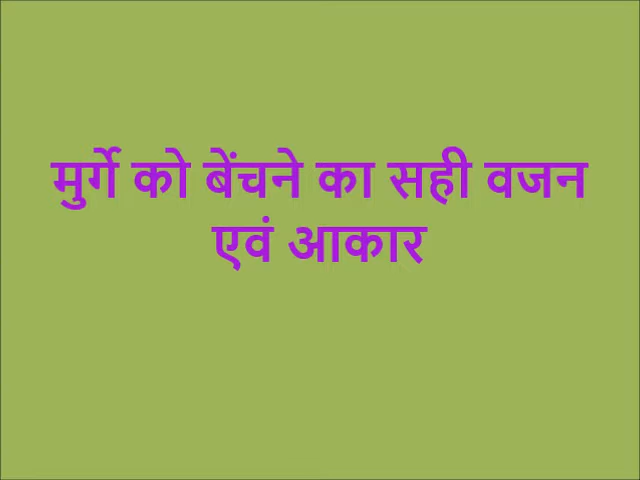 मुर्गे को बेंचने का सही वजन
एवं आकार